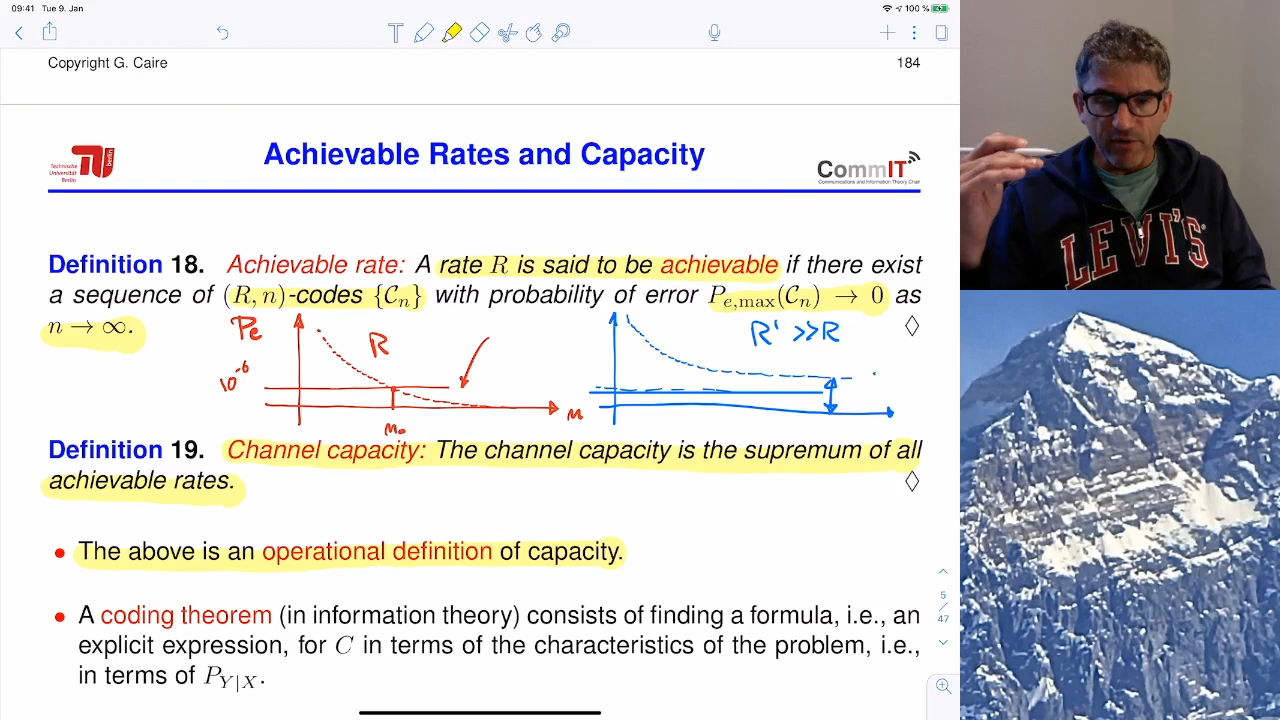 09:41 Tue 9. Jan
100 %
Copyright G. Caire
184
Technische
Universität
Berlin
berlin
Achievable Rates and Capacity
CommIT
Communications and Information Theory Chair
Definition 18. Achievable rate: A rate R is said to be achievable if there exist
a sequence of (R, n)-codes {Cn} with probability of error Pe,max(Cn) → 0 as
n → ∞.
Pe
R
R' >> R
10^-6
n
n₀
Definition 19. Channel capacity: The channel capacity is the supremum of all
achievable rates.
• The above is an operational definition of capacity.
• A coding theorem (in information theory) consists of finding a formula, i.e., an
explicit expression, for C in terms of the characteristics of the problem, i.e.,
in terms of PY|X.
5
/
47
LEVI'S